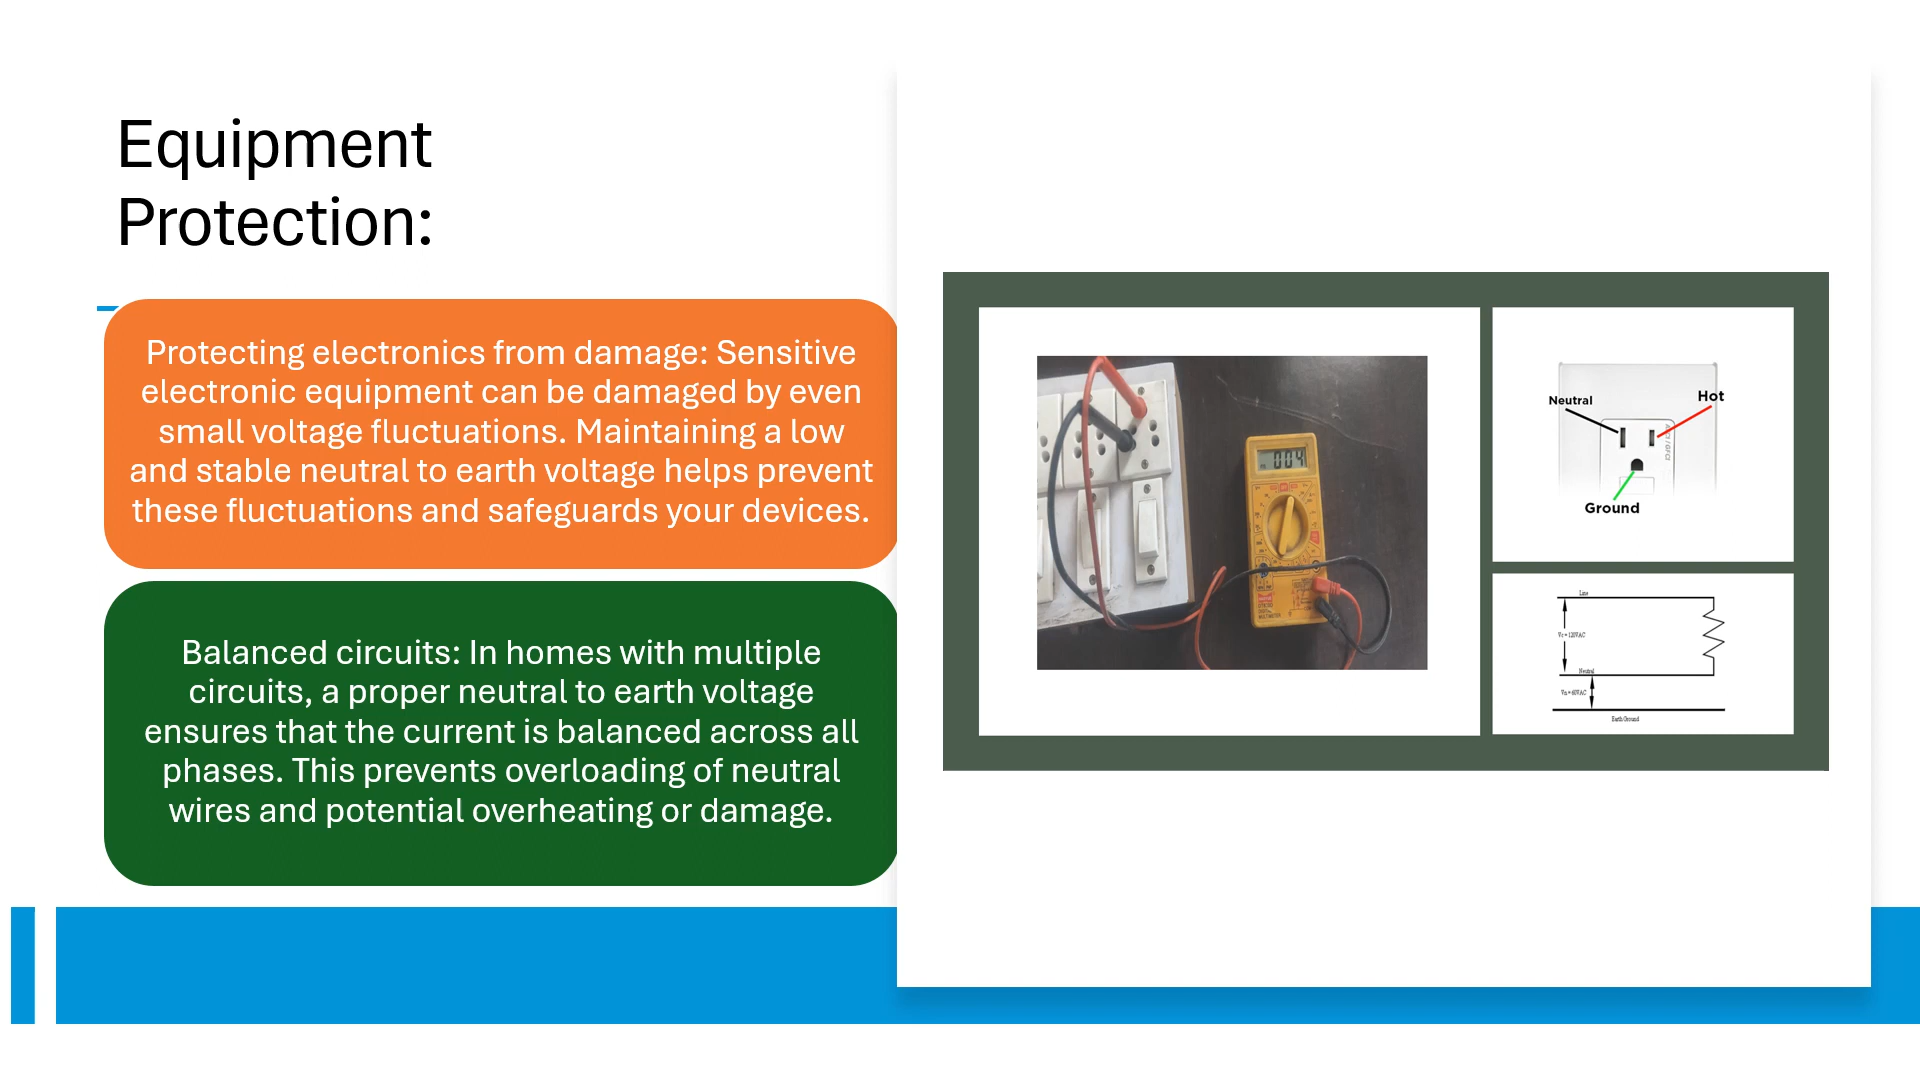 Equipment
Protection:
Protecting electronics from damage: Sensitive
electronic equipment can be damaged by even
small voltage fluctuations. Maintaining a low
and stable neutral to earth voltage helps prevent
these fluctuations and safeguards your devices.
Balanced circuits: In homes with multiple
circuits, a proper neutral to earth voltage
ensures that the current is balanced across all
phases. This prevents overloading of neutral
wires and potential overheating or damage.
004
Neutral
Hot
Ground
Line
Neutral
Earth Ground